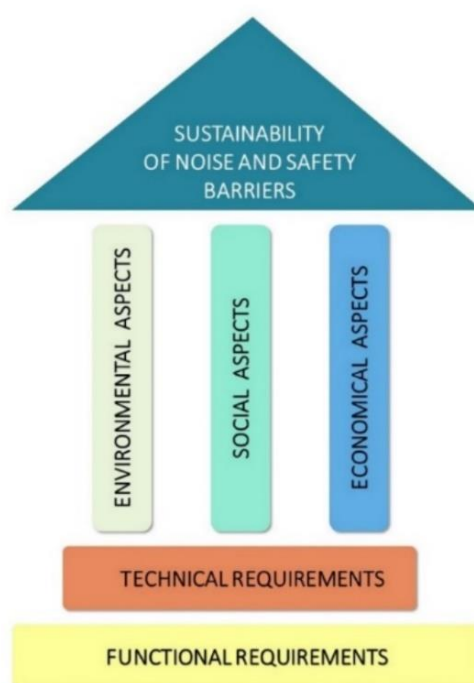 SUSTAINABILITY
OF NOISE AND SAFETY
BARRIERS
ENVIRONMENTAL ASPECTS
SOCIAL ASPECTS
ECONOMICAL ASPECTS
TECHNICAL REQUIREMENTS
FUNCTIONAL REQUIREMENTS